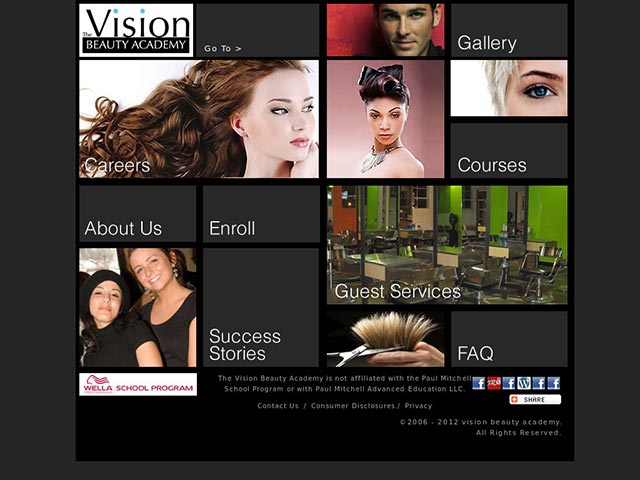 The Vision
BEAUTY ACADEMY
Go To >
Gallery
Careers
Courses
About Us
Enroll
Guest Services
Success
Stories
FAQ
WELLA SCHOOL PROGRAM
The Vision Beauty Academy is not affiliated with the Paul Mitchell
School Program or with Paul Mitchell Advanced Education LLC.
SHARE
Contact Us / Consumer Disclosures / Privacy
©2006 - 2012 vision beauty academy.
All Rights Reserved.